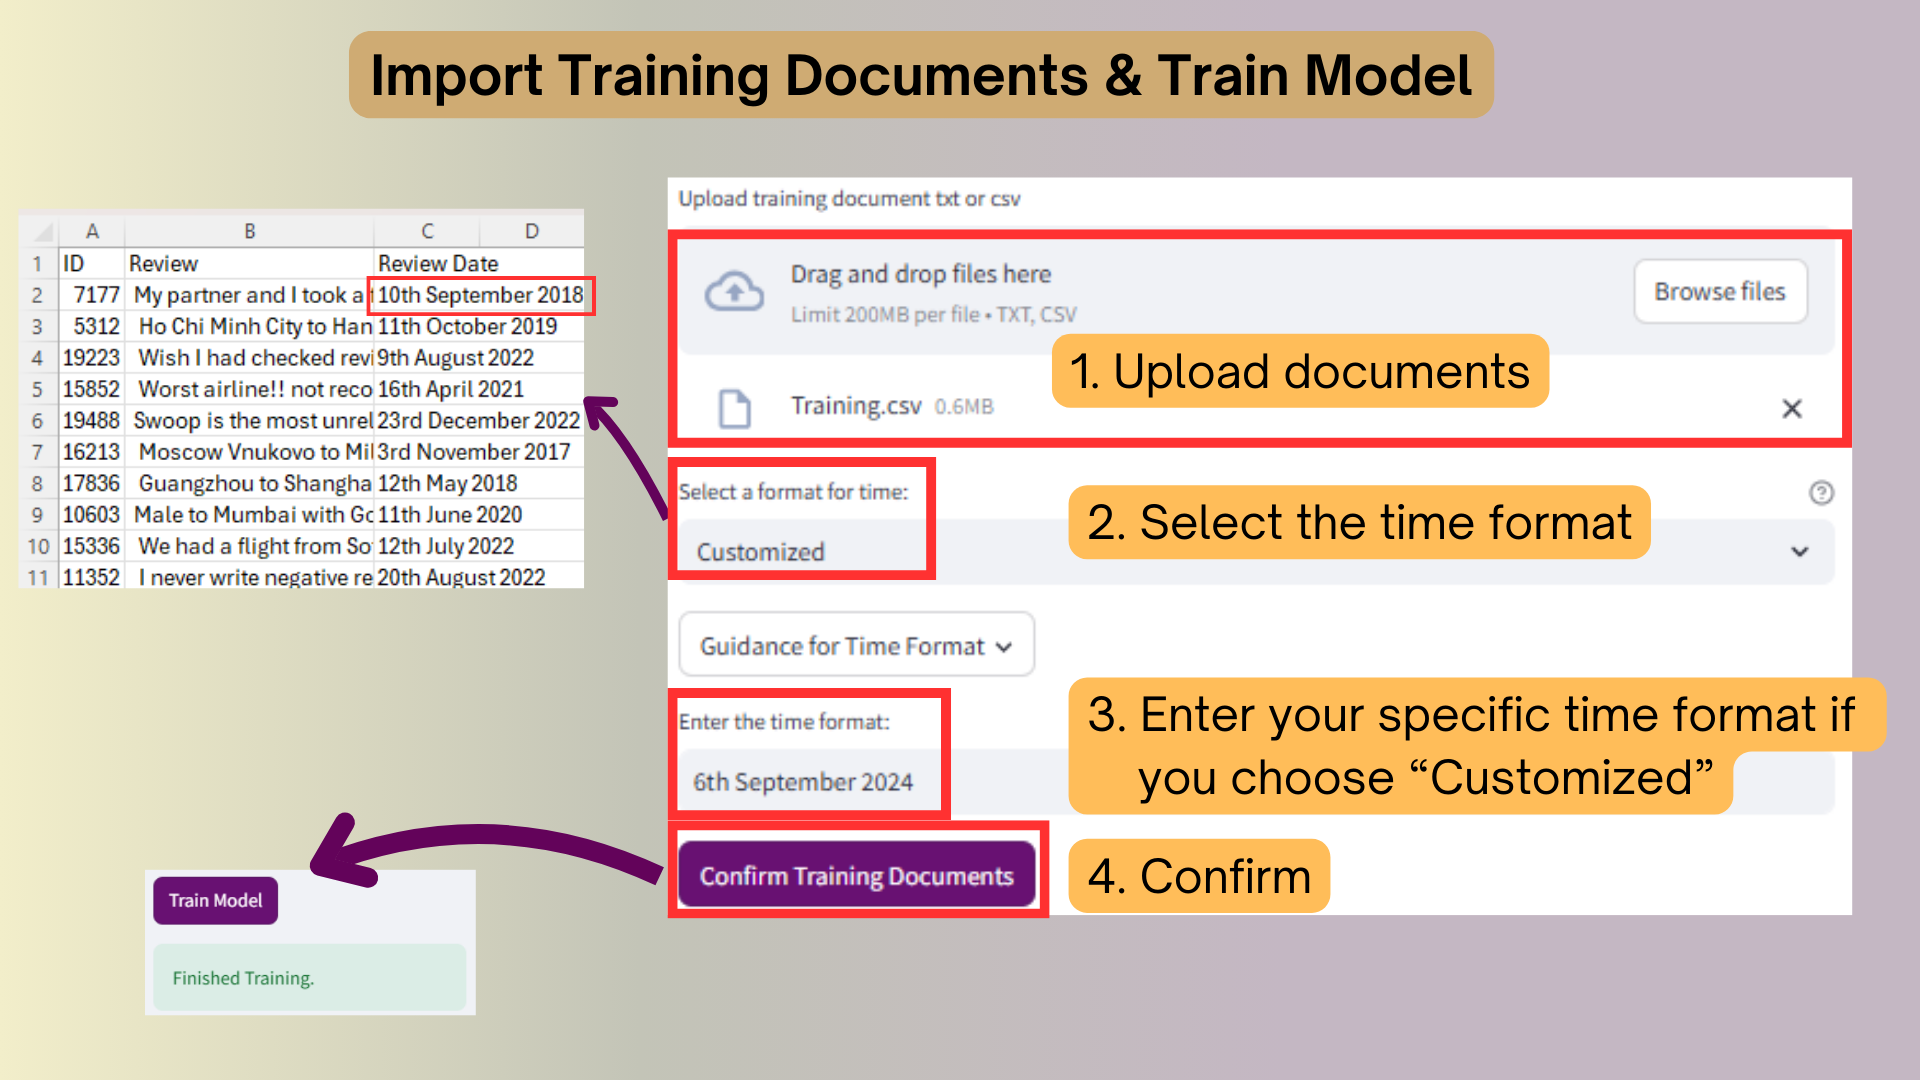 Import Training Documents & Train Model
A B C D
1 ID Review Review Date
2 7177 My partner and I took a 10th September 2018
3 5312 Ho Chi Minh City to Han 11th October 2019
4 19223 Wish I had checked revi 9th August 2022
5 15852 Worst airline!! not reco 16th April 2021
6 19488 Swoop is the most unrel 23rd December 2022
7 16213 Moscow Vnukovo to Mil 3rd November 2017
8 17836 Guangzhou to Shangha 12th May 2018
9 10603 Male to Mumbai with Go 11th June 2020
10 15336 We had a flight from So 12th July 2022
11 11352 I never write negative re 20th August 2022
Upload training document txt or csv
Drag and drop files here
Limit 200MB per file • TXT, CSV
Browse files
1. Upload documents
Training.csv 0.6MB
Select a format for time:
2. Select the time format
Customized
Guidance for Time Format
Enter the time format:
6th September 2024
3. Enter your specific time format if
you choose “Customized”
Confirm Training Documents
4. Confirm
Train Model
Finished Training.